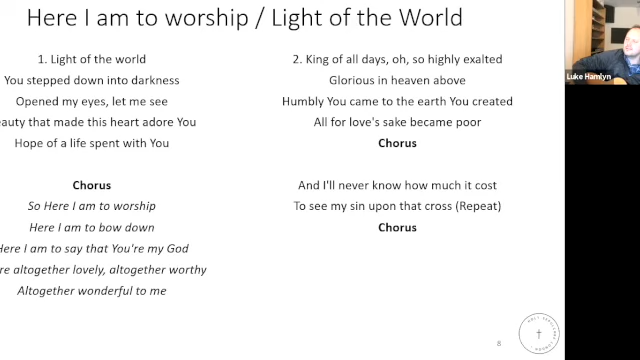 Here I am to worship / Light of the World
1. Light of the world
You stepped down into darkness
Opened my eyes, let me see
eauty that made this heart adore You
Hope of a life spent with You
Chorus
So Here I am to worship
Here I am to bow down
Here I am to say that You're my God
re altogether lovely, altogether worthy
Altogether wonderful to me
2. King of all days, oh, so highly exalted
Glorious in heaven above
Humbly You came to the earth You created
All for love's sake became poor
Chorus
And I'll never know how much it cost
To see my sin upon that cross (Repeat)
Chorus
8
Luke Hamlyn